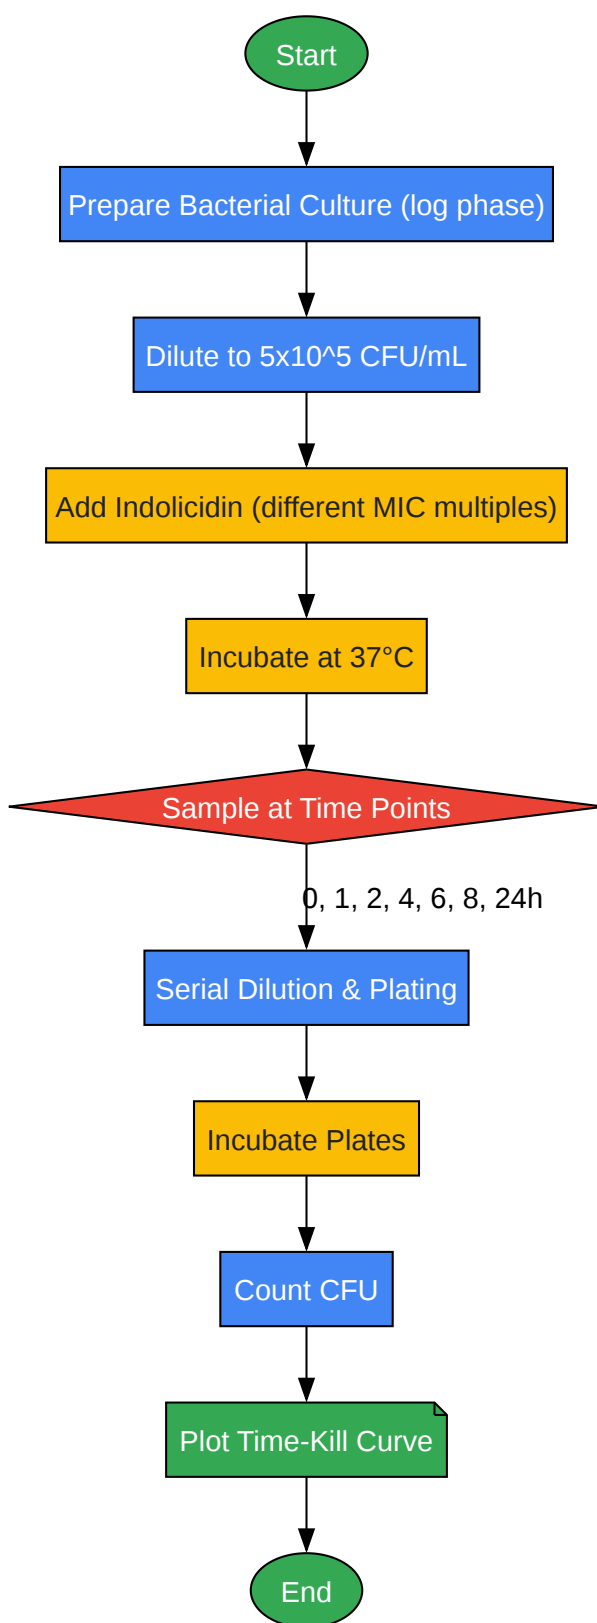 Start
Prepare Bacterial Culture (log phase)
Dilute to 5x10^5 CFU/mL
Add Indolicidin (different MIC multiples)
Incubate at 37°C
Sample at Time Points
0, 1, 2, 4, 6, 8, 24h
Serial Dilution & Plating
Incubate Plates
Count CFU
Plot Time-Kill Curve
End